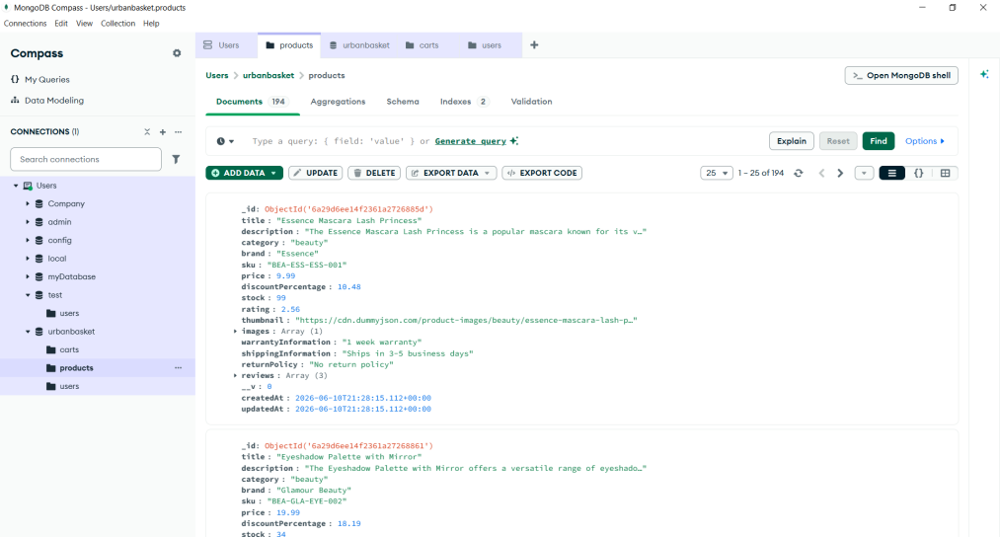 MongoDB Compass - Users/urbanbasket.products
Connections Edit View Collection Help
Compass
My Queries
Data Modeling
CONNECTIONS (1)
Search connections
Users
Company
admin
config
local
myDatabase
test
users
urbanbasket
carts
products
users
Users products urbanbasket carts users
Users > urbanbasket > products
>_ Open MongoDB shell
Documents 194 Aggregations Schema Indexes 2 Validation
Type a query: { field: 'value' } or Generate query
Explain Reset Find Options
ADD DATA UPDATE DELETE EXPORT DATA EXPORT CODE
25 1 – 25 of 194
_id: ObjectId('6a29d6ee14f2361a2726885d')
title : "Essence Mascara Lash Princess"
description : "The Essence Mascara Lash Princess is a popular mascara known for its v…"
category : "beauty"
brand : "Essence"
sku : "BEA-ESS-ESS-001"
price : 9.99
discountPercentage : 10.48
stock : 99
rating : 2.56
thumbnail : "https://cdn.dummyjson.com/product-images/beauty/essence-mascara-lash-p…"
images : Array (1)
warrantyInformation : "1 week warranty"
shippingInformation : "Ships in 3-5 business days"
returnPolicy : "No return policy"
reviews : Array (3)
__v : 0
createdAt : 2026-06-10T21:28:15.112+00:00
updatedAt : 2026-06-10T21:28:15.112+00:00
_id: ObjectId('6a29d6ee14f2361a27268861')
title : "Eyeshadow Palette with Mirror"
description : "The Eyeshadow Palette with Mirror offers a versatile range of eyeshado…"
category : "beauty"
brand : "Glamour Beauty"
sku : "BEA-GLA-EYE-002"
price : 19.99
discountPercentage : 18.19
stock : 34